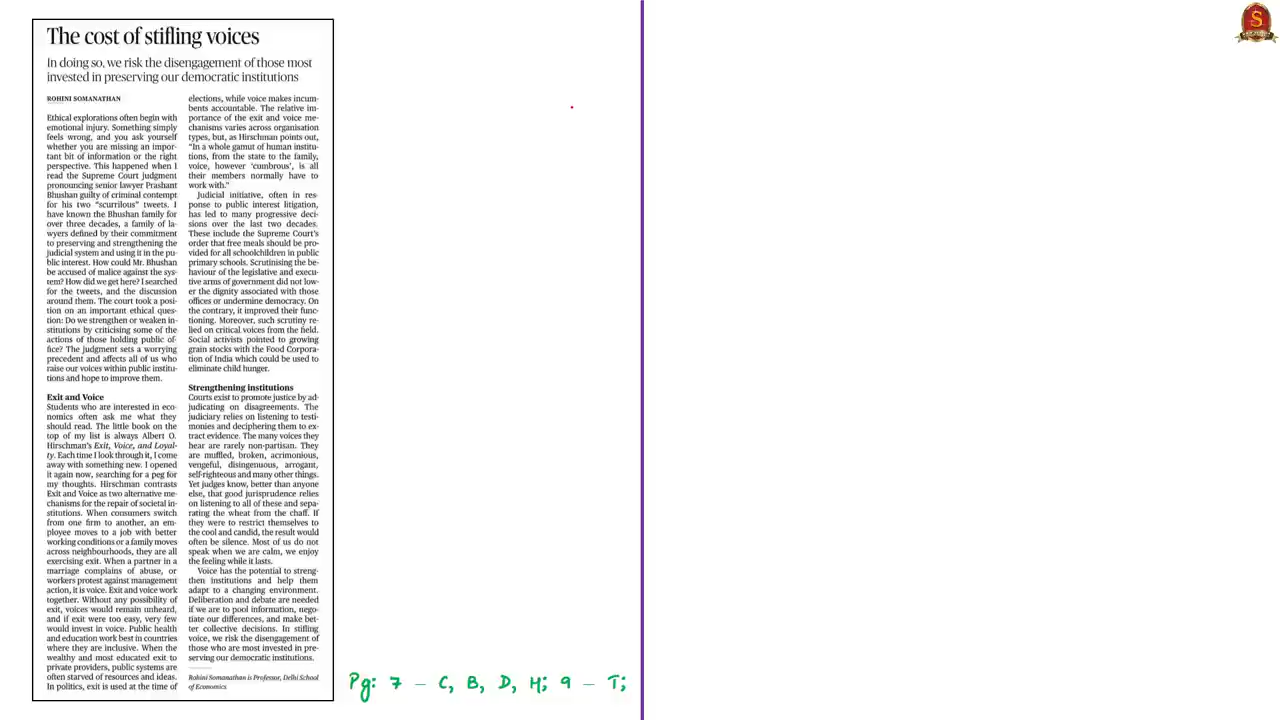 The cost of stifling voices
In doing so, we risk the disengagement of those most
invested in preserving our democratic institutions
ROHINI SOMANATHAN
Ethical explorations often begin with
emotional injury. Something simply
feels wrong, and you ask yourself
whether you are missing an impor-
tant bit of information or the right
perspective. This happened when I
read the Supreme Court judgment
pronouncing senior lawyer Prashant
Bhushan guilty of criminal contempt
for his two “scurrilous” tweets. I
have known the Bhushan family for
over three decades, a family of la-
wyers defined by their commitment
to preserving and strengthening the
judicial system and using it in the pu-
blic interest. How could Mr. Bhushan
be accused of malice against the sys-
tem? How did we get here? I searched
for the tweets, and the discussion
around them. The court took a posi-
tion on an important ethical ques-
tion: Do we strengthen or weaken in-
stitutions by criticising some of the
actions of those holding public of-
fice? The judgment sets a worrying
precedent and affects all of us who
raise our voices within public institu-
tions and hope to improve them.
Exit and Voice
Students who are interested in eco-
nomics often ask me what they
should read. The little book on the
top of my list is always Albert O.
Hirschman's Exit, Voice, and Loyal-
ty. Each time I look through it, I come
away with something new. I opened
it again now, searching for a peg for
my thoughts. Hirschman contrasts
Exit and Voice as two alternative me-
chanisms for the repair of societal in-
stitutions. When consumers switch
from one firm to another, an em-
ployee moves to a job with better
working conditions or a family moves
across neighbourhoods, they are all
exercising exit. When a partner in a
marriage complains of abuse, or
workers protest against management
action, it is voice. Exit and voice work
together. Without any possibility of
exit, voices would remain unheard,
and if exit were too easy, very few
would invest in voice. Public health
and education work best in countries
where they are inclusive. When the
wealthy and most educated exit to
private providers, public systems are
often starved of resources and ideas.
In politics, exit is used at the time of
elections, while voice makes incum-
bents accountable. The relative im-
portance of the exit and voice me-
chanisms varies across organisation
types, but, as Hirschman points out,
“In a whole gamut of human institu-
tions, from the state to the family,
voice, however ‘cumbrous’, is all
their members normally have to
work with.”
Judicial initiative, often in res-
ponse to public interest litigation,
has led to many progressive deci-
sions over the last two decades.
These include the Supreme Court's
order that free meals should be pro-
vided for all schoolchildren in public
primary schools. Scrutinising the be-
haviour of the legislative and execu-
tive arms of government did not low-
er the dignity associated with those
offices or undermine democracy. On
the contrary, it improved their func-
tioning. Moreover, such scrutiny re-
lied on critical voices from the field.
Social activists pointed to growing
grain stocks with the Food Corpora-
tion of India which could be used to
eliminate child hunger.
Strengthening institutions
Courts exist to promote justice by ad-
judicating on disagreements. The
judiciary relies on listening to testi-
monies and deciphering them to ex-
tract evidence. The many voices they
hear are rarely non-partisan. They
are muffled, broken, acrimonious,
vengeful, disingenuous, arrogant,
self-righteous and many other things.
Yet judges know, better than anyone
else, that good jurisprudence relies
on listening to all of these and sepa-
rating the wheat from the chaff. If
they were to restrict themselves to
the cool and candid, the result would
often be silence. Most of us do not
speak when we are calm, we enjoy
the feeling while it lasts.
Voice has the potential to streng-
then institutions and help them
adapt to a changing environment.
Deliberation and debate are needed
if we are to pool information, nego-
tiate our differences, and make bet-
ter collective decisions. In stifling
voice, we risk the disengagement of
those who are most invested in pre-
serving our democratic institutions.
Rohini Somanathan is Professor, Delhi School
of Economics
Pg: 7 – C, B, D, H; 9 – T;
S